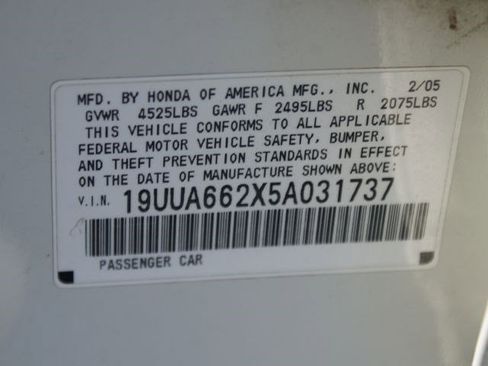 MFD. BY HONDA OF AMERICA MFG., INC. 2/05
GVWR 4525LBS GAWR F 2495LBS R 2075LBS
THIS VEHICLE CONFORMS TO ALL APPLICABLE
FEDERAL MOTOR VEHICLE SAFETY, BUMPER,
AND THEFT PREVENTION STANDARDS IN EFFECT
ON THE DATE OF MANUFACTURE SHOWN ABOVE:
V.I.N. 19UUA662X5A031737
PASSENGER CAR